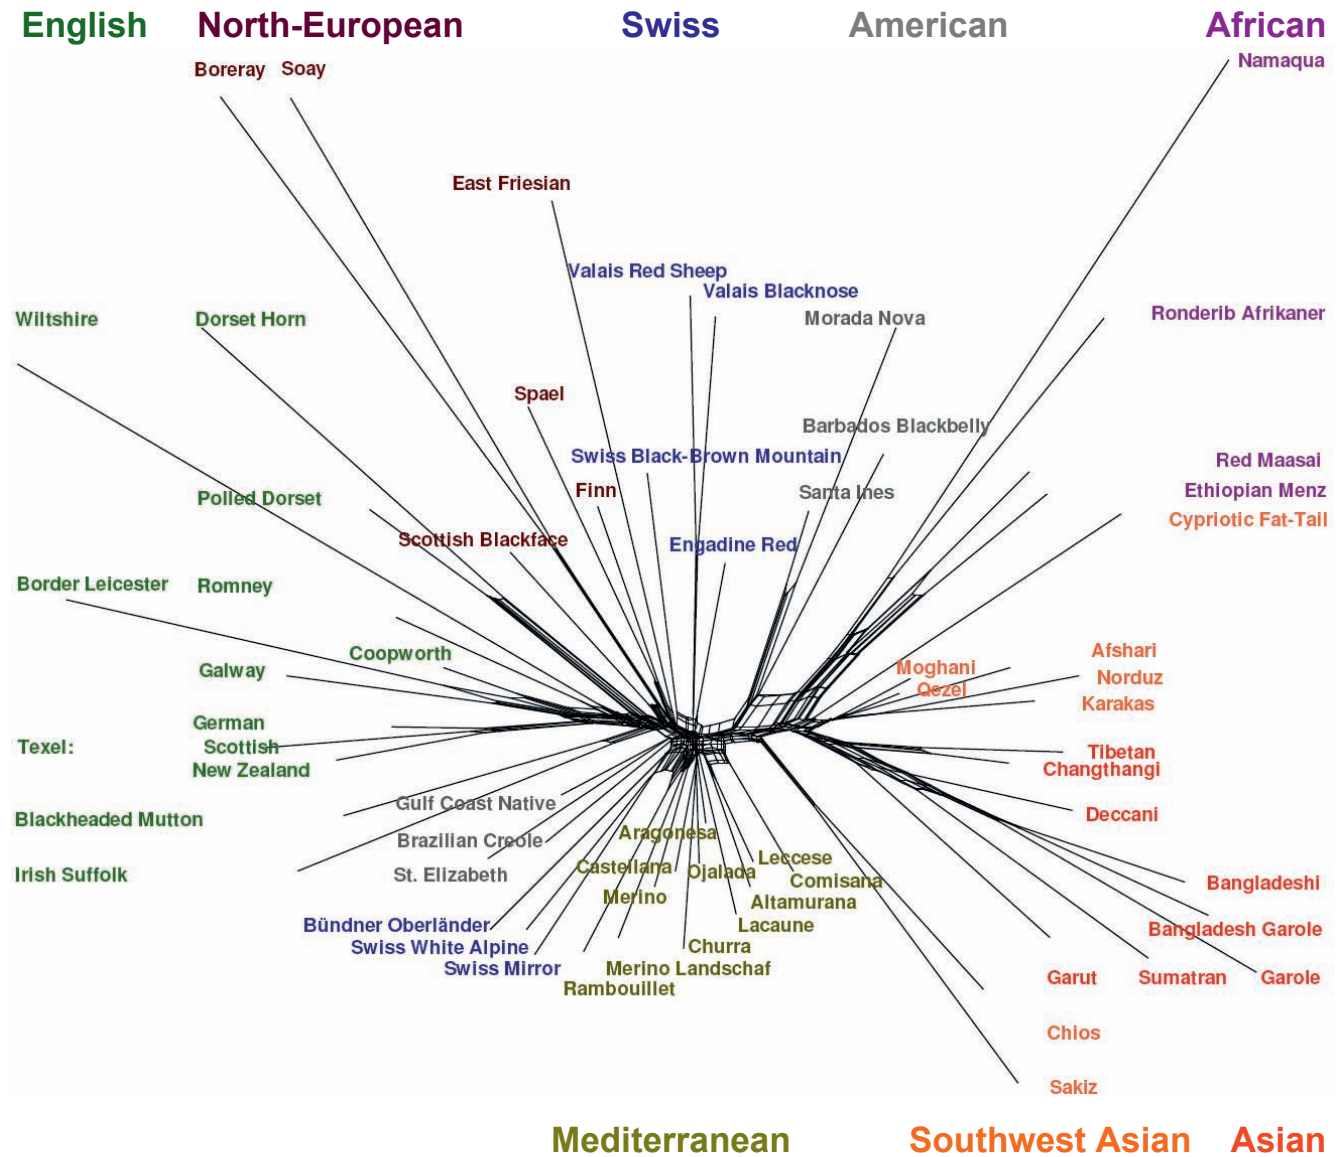 English North-European Swiss American African
Boreray Soay
Namaqua
East Friesian
Valais Red Sheep
Valais Blacknose
Wiltshire Dorset Horn Morada Nova Ronderib Afrikaner
Spael
Barbados Blackbelly
Swiss Black-Brown Mountain Red Maasai
Polled Dorset Finn Santa Ines Ethiopian Menz
Cypriotic Fat-Tail
Scottish Blackface Engadine Red
Border Leicester Romney
Coopworth Afshari
Galway Moghani Norduz
Qezel Karakas
German
Texel: Scottish Tibetan
New Zealand Changthangi
Gulf Coast Native
Blackheaded Mutton Deccani
Aragonesa
Brazilian Creole
Leccese
Irish Suffolk St. Elizabeth Castellana Ojalada Comisana Bangladeshi
Merino Altamurana
Bündner Oberländer Lacaune Bangladesh Garole
Swiss White Alpine Churra
Swiss Mirror Merino Landschaf
Garut Sumatran Garole
Rambouillet
Chios
Sakiz
Mediterranean Southwest Asian Asian